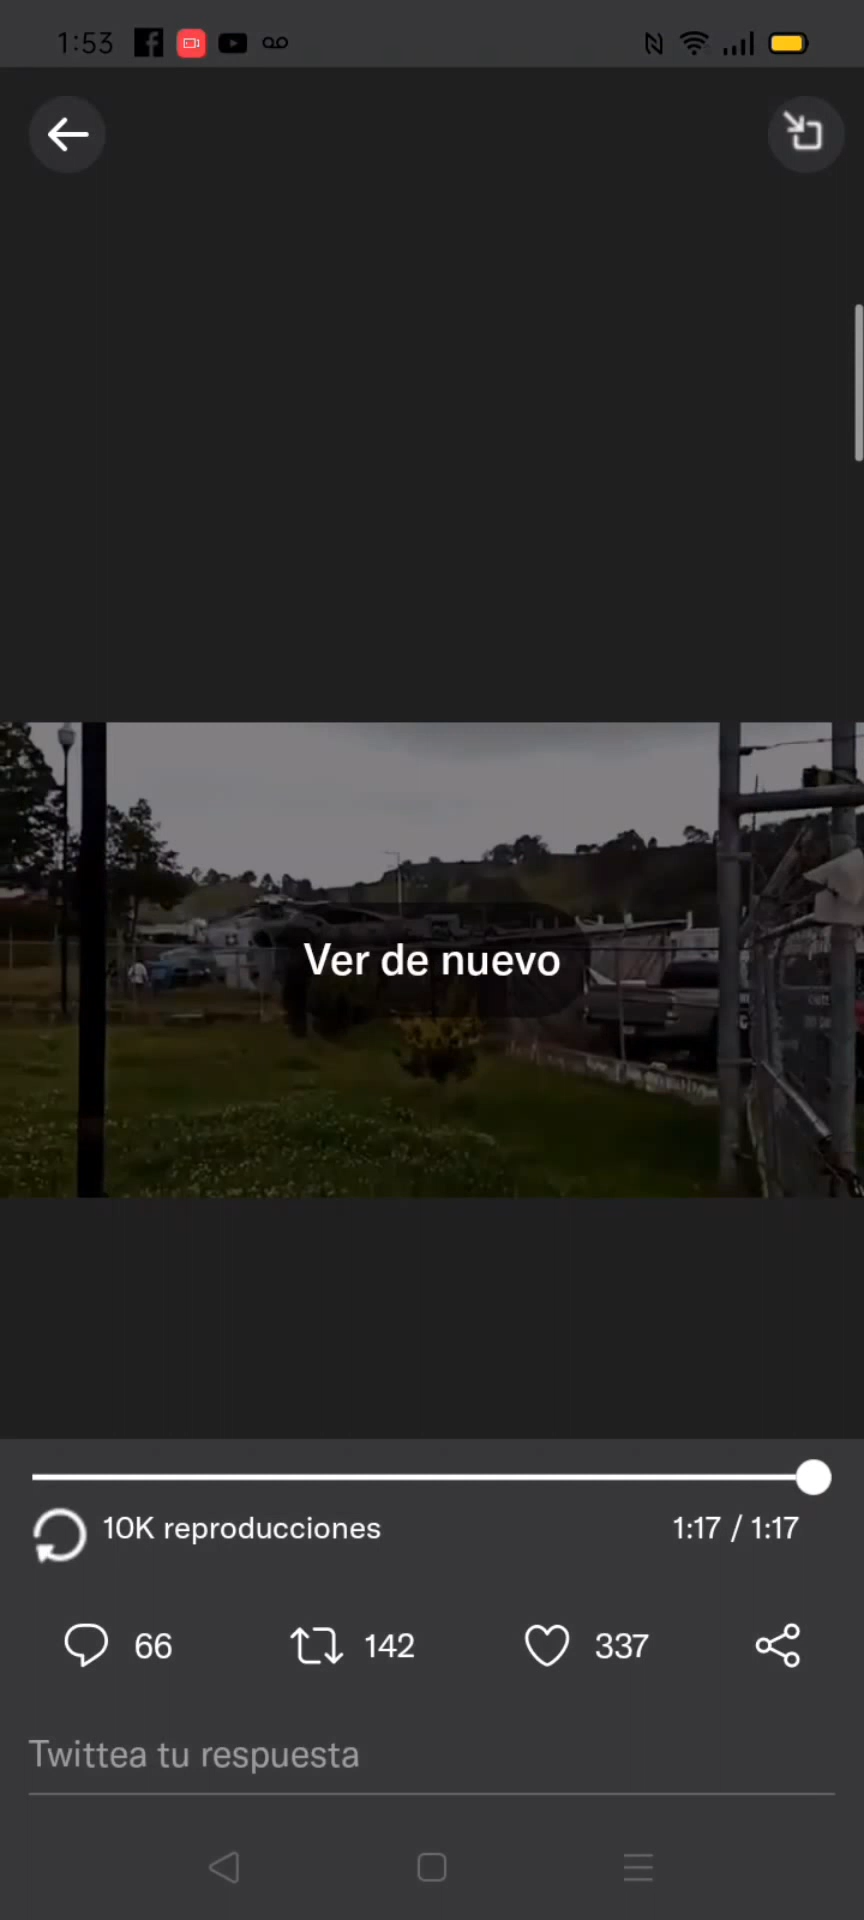 1:53
Ver de nuevo
10K reproducciones
1:17 / 1:17
66
142
337
Twittea tu respuesta